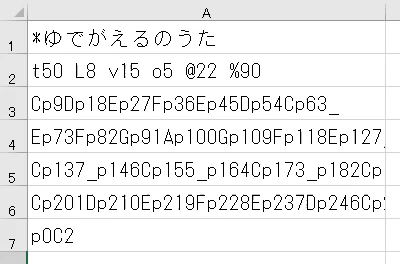 A
1 *ゆでがえるのうた
2 t50 L8 v15 o5 @22 %90
3 Cp9Dp18Ep27Fp36Ep45Dp54Cp63_
4 Ep73Fp82Gp91Ap100Gp109Fp118Ep127_
5 Cp137_p146Cp155_p164Cp173_p182Cp
6 Cp201Dp210Ep219Fp228Ep237Dp246Cp2
7 p0C2